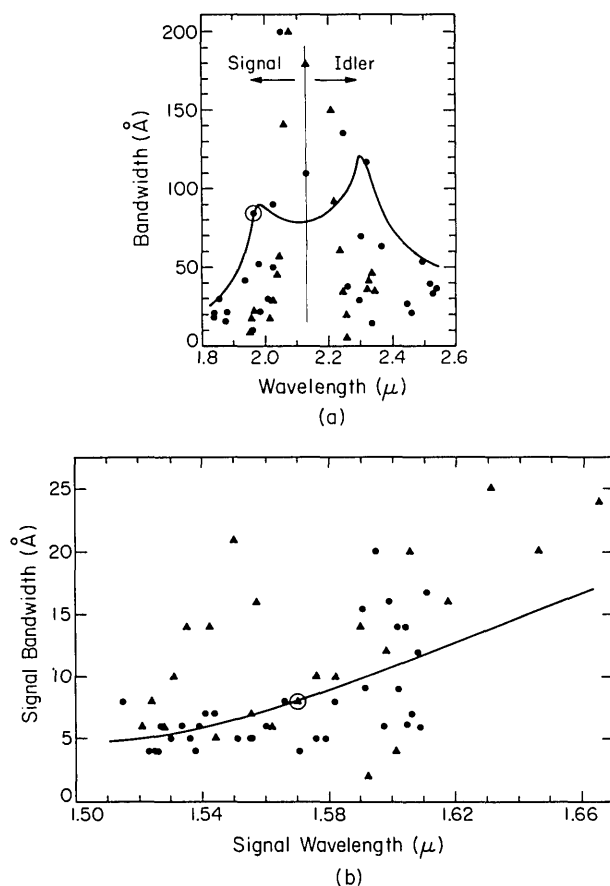 200
150
100
50
0
Bandwidth (Å)
Signal
Idler
1.8 2.0 2.2 2.4 2.6
Wavelength (μ)
(a)
25
20
15
10
5
0
Signal Bandwidth (Å)
1.50 1.54 1.58 1.62 1.66
Signal Wavelength (μ)
(b)